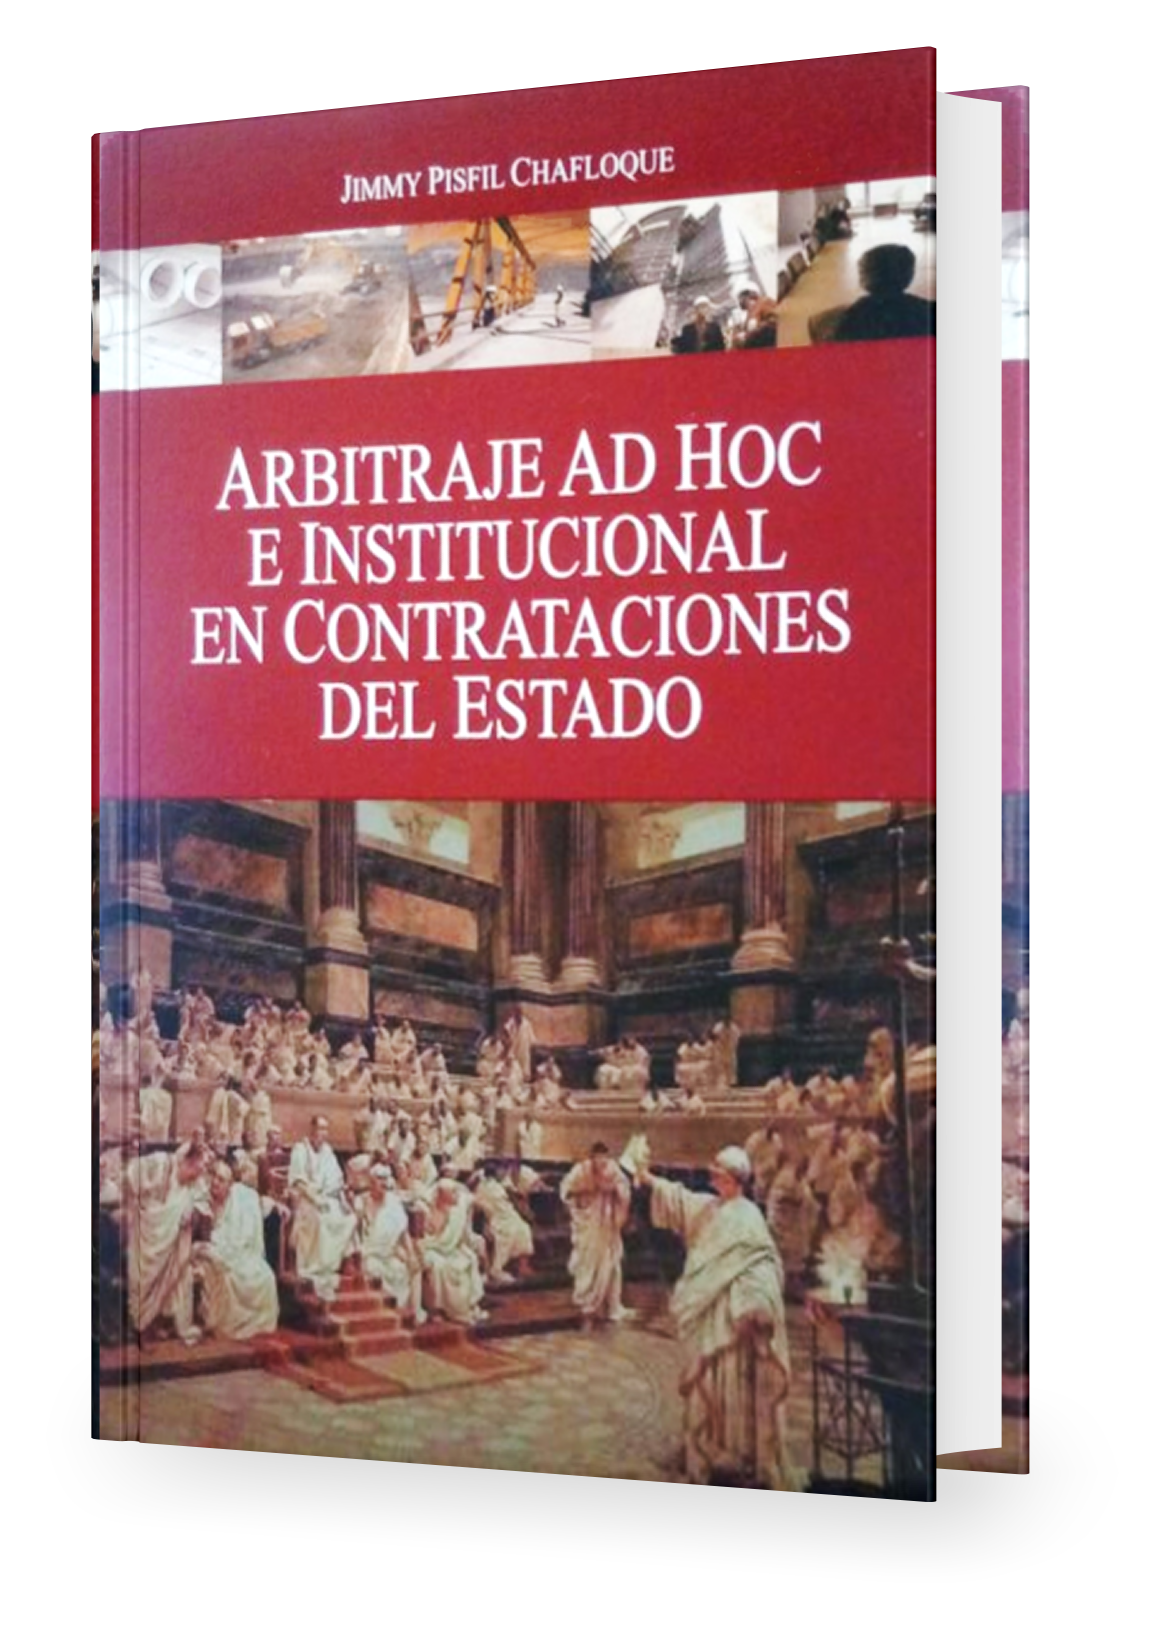 JIMMY PISFIL CHAFLOQUE
ARBITRAJE AD HOC
E INSTITUCIONAL
EN CONTRATACIONES
DEL ESTADO